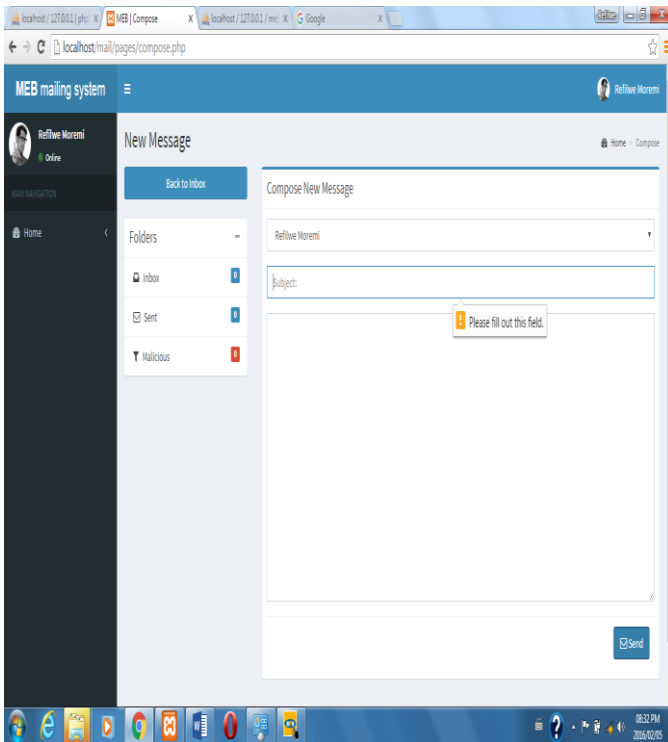 localhost / 127.0.0.1 | php
MEB | Compose
localhost / 127.0.0.1 / me
Google
Refilwe
localhost/mail/pages/compose.php
MEB mailing system
Refilwe Moremi
Refilwe Moremi
Online
New Message
Home > Compose
MAIN NAVIGATION
Back to Inbox
Compose New Message
Home
Folders
Refilwe Moremi
Inbox 0
Subject:
Sent 0
Please fill out this field.
Malicious 0
Send
08:32 PM
2016/02/05